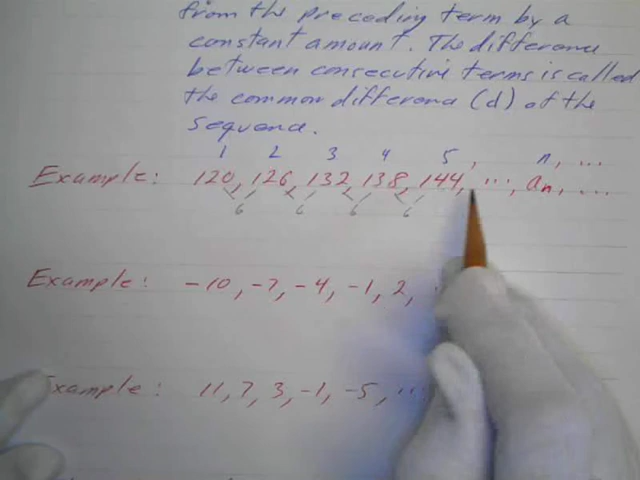 from the preceding term by a
constant amount. The difference
between consecutive terms is called
the common difference (d) of the
sequence.
1 2 3 4 5, n, ...
Example: 120, 126, 132, 138, 144, ..., an, ....
6 6 6 6
Example: -10, -7, -4, -1, 2,
Example: 11, 7, 3, -1, -5, ...